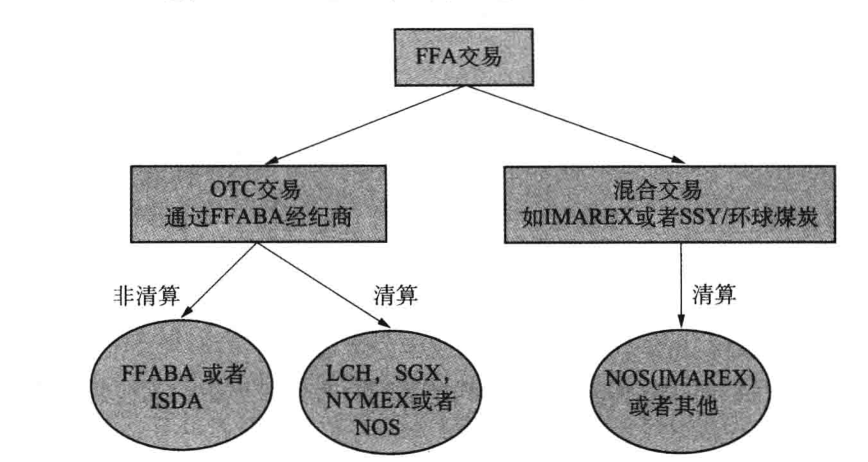 FFA交易
OTC交易
通过FFABA经纪商
混合交易
如IMAREX或者SSY/环球煤炭
非清算
清算
清算
FFABA 或者
ISDA
LCH，SGX，
NYMEX或者
NOS
NOS(IMAREX)
或者其他